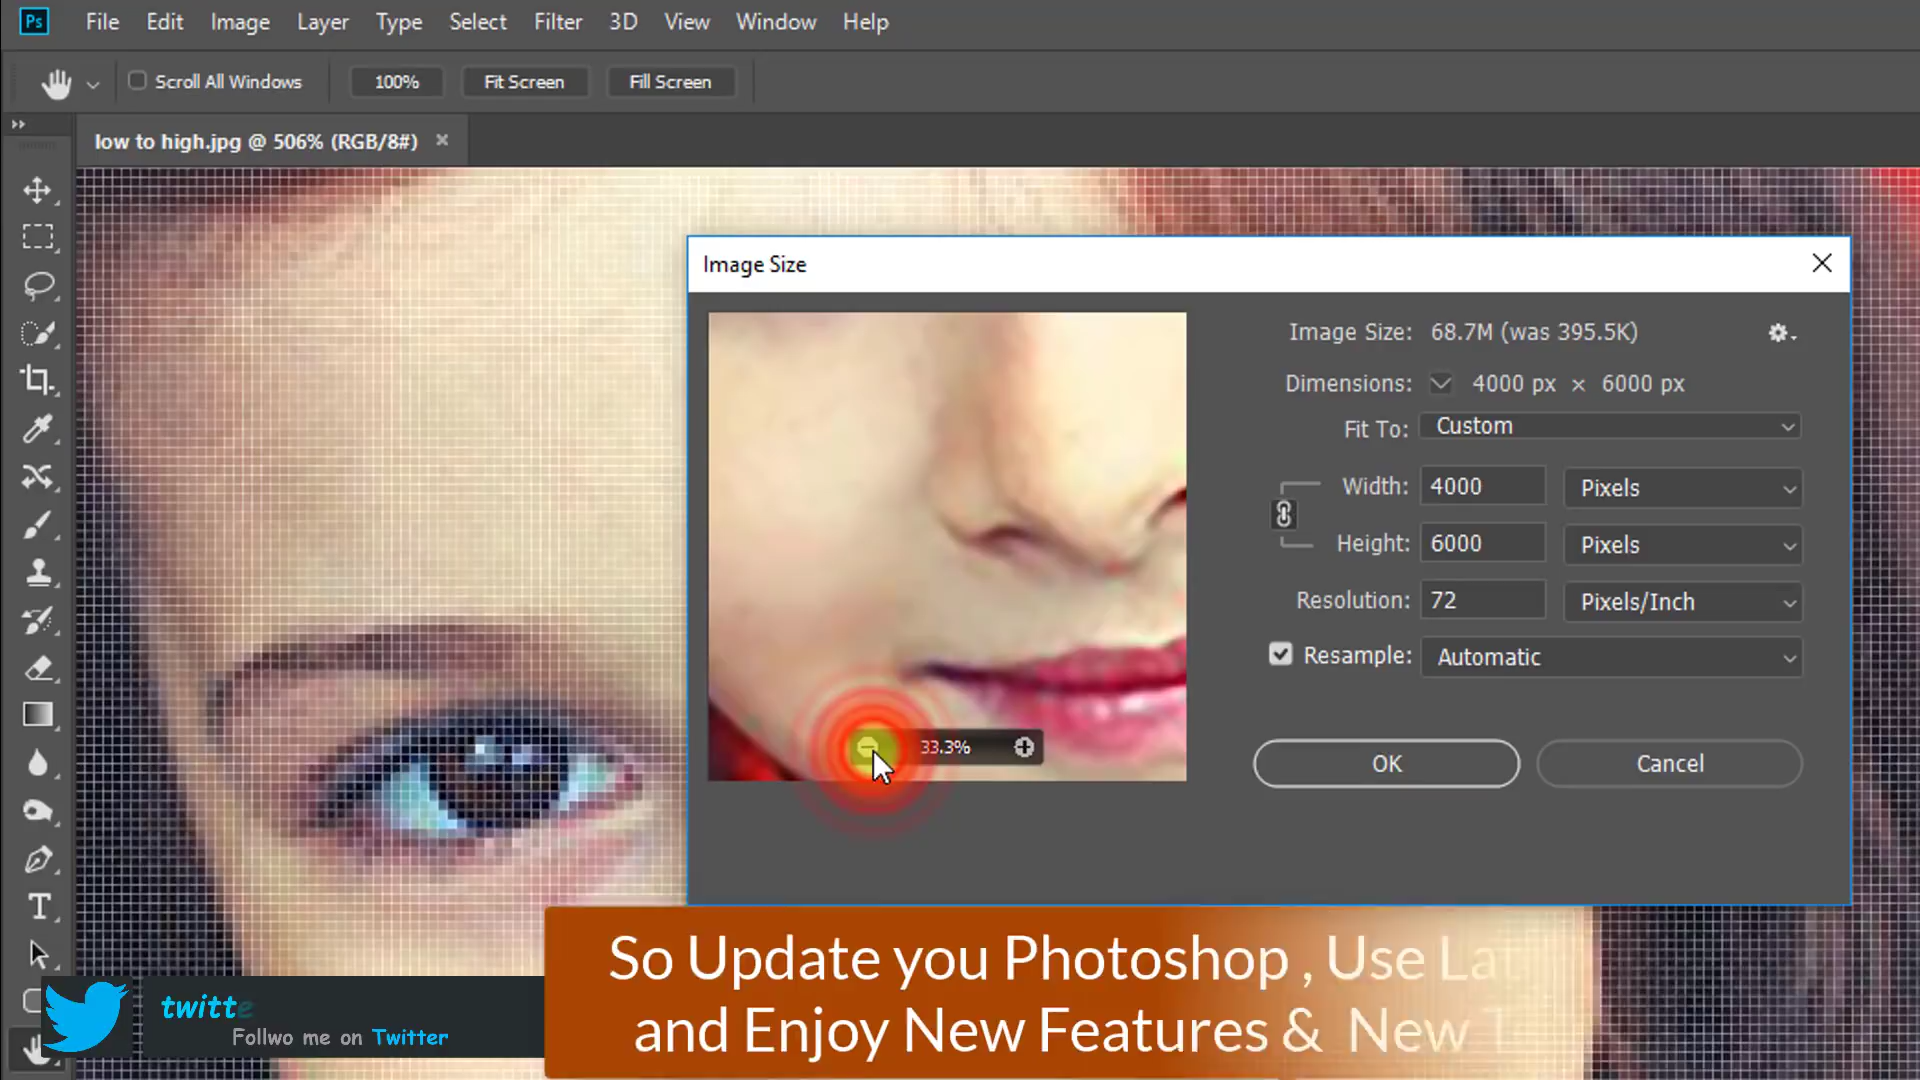 Ps File Edit Image Layer Type Select Filter 3D View Window Help
Scroll All Windows 100% Fit Screen Fill Screen
low to high.jpg @ 506% (RGB/8#) ×
Image Size
Image Size: 68.7M (was 395.5K)
Dimensions: 4000 px × 6000 px
Fit To: Custom
Width: 4000 Pixels
Height: 6000 Pixels
Resolution: 72 Pixels/Inch
Resample: Automatic
33.3%
OK Cancel
So Update you Photoshop , Use Lat
and Enjoy New Features & New T
twitte
Follwo me on Twitter